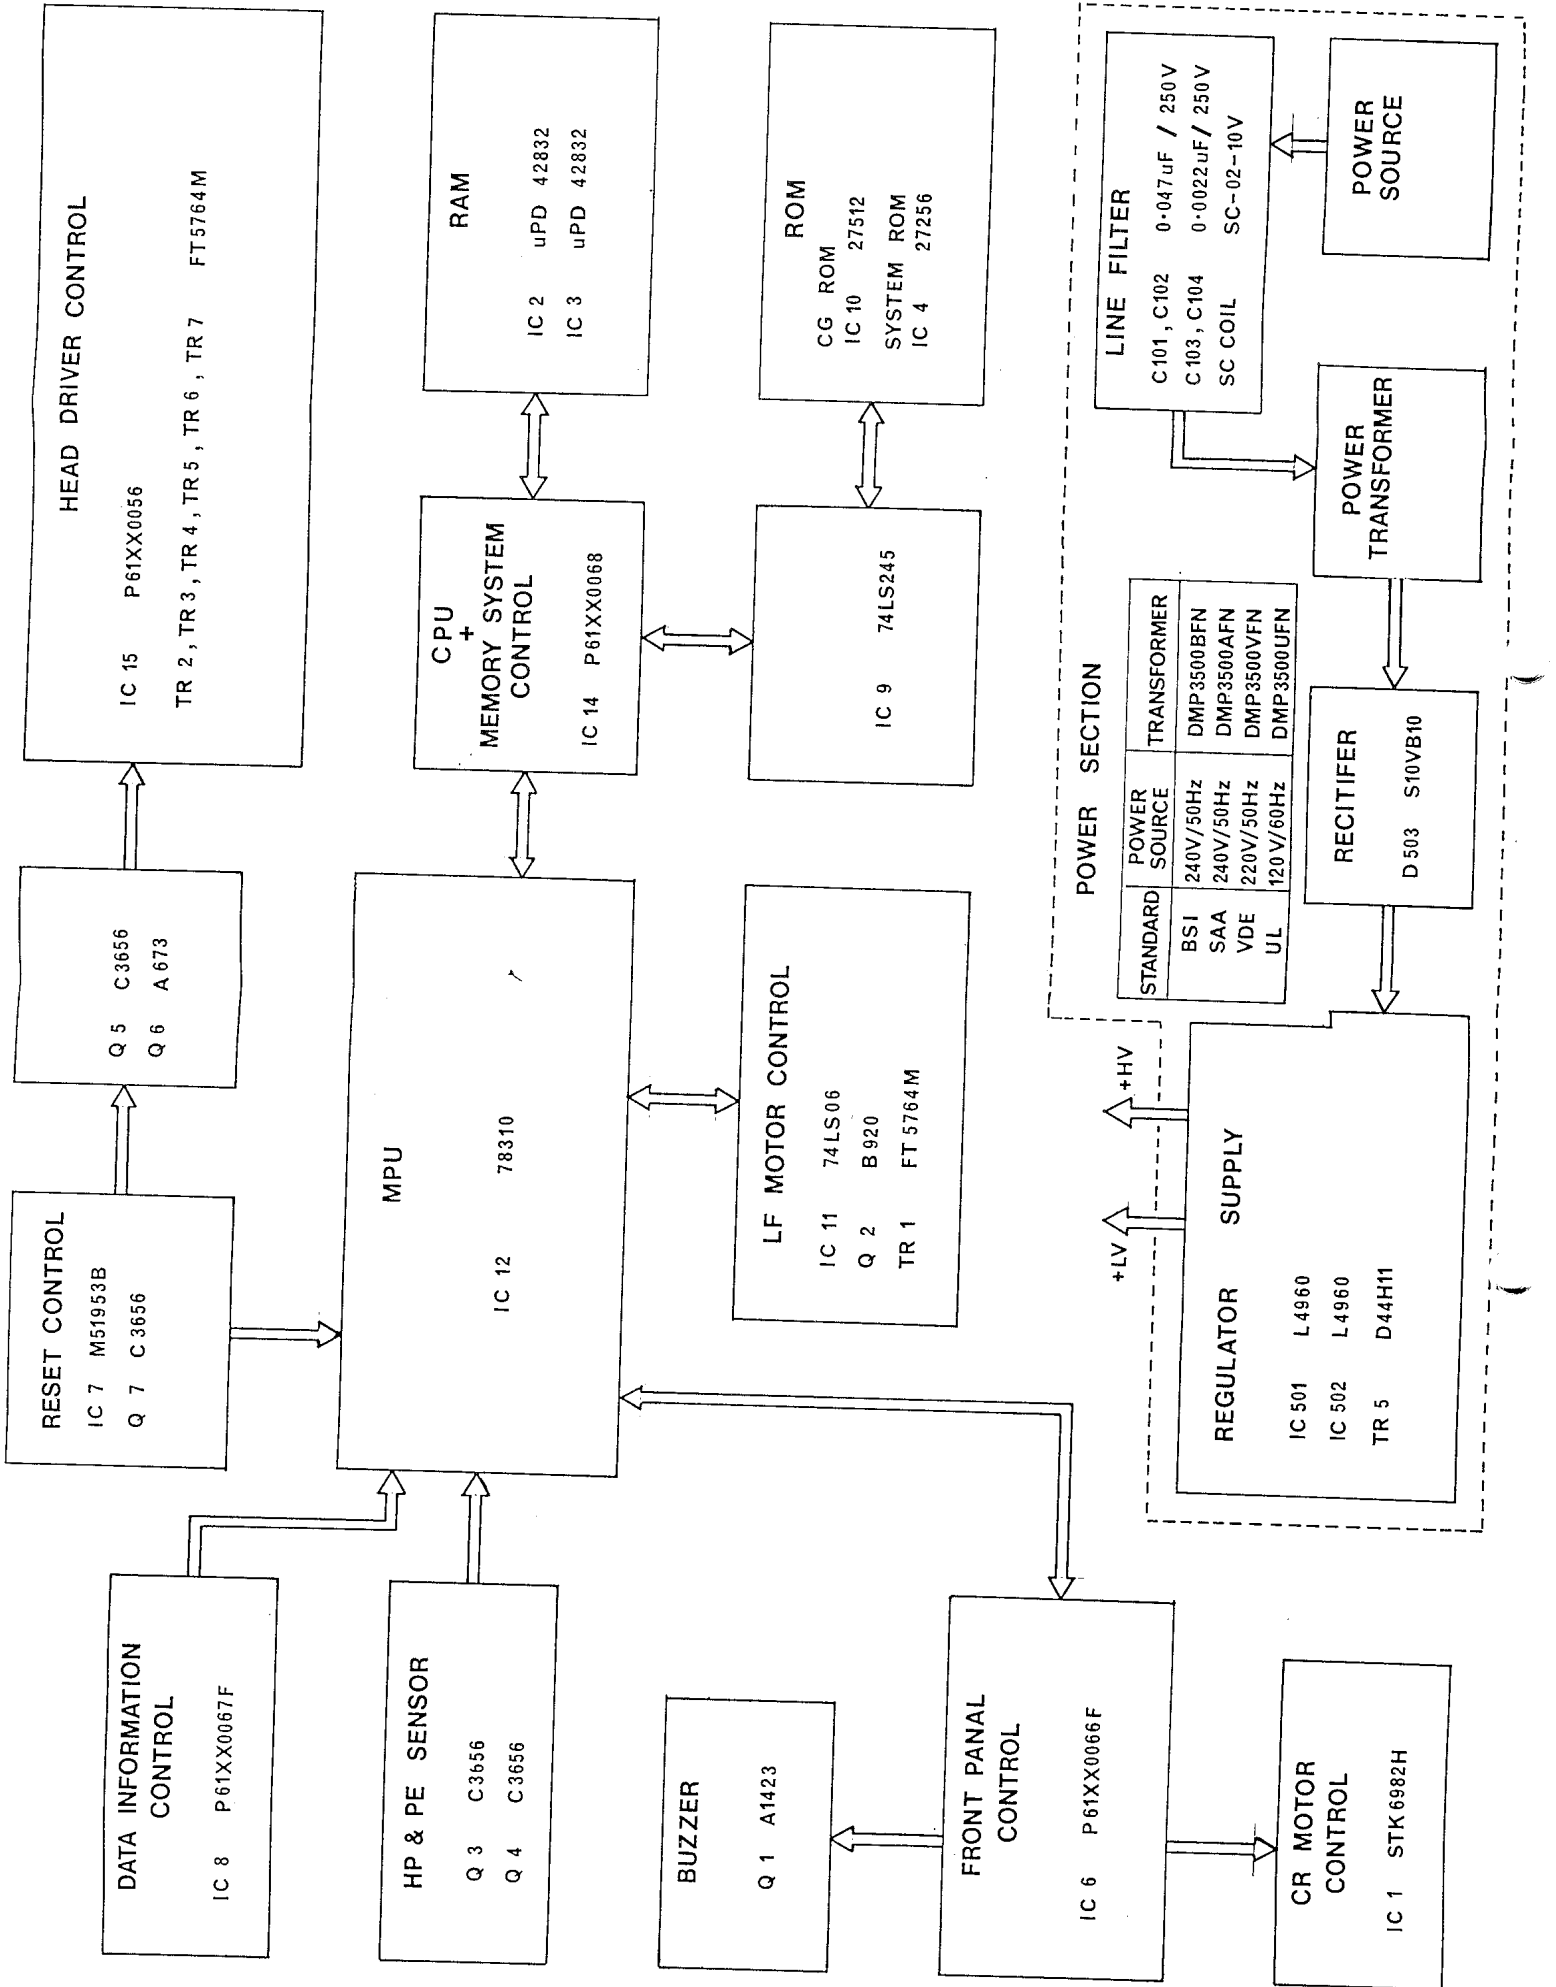 DATA INFORMATION
CONTROL
IC 8 P61XX0067F
HP & PE SENSOR
Q 3 C3656
Q 4 C3656
BUZZER
Q 1 A1423
FRONT PANAL
CONTROL
IC 6 P61XX0066F
CR MOTOR
CONTROL
IC 1 STK6982H
RESET CONTROL
IC 7 M51953B
Q 7 C3656
Q 5 C3656
Q 6 A673
HEAD DRIVER CONTROL
IC 15 P61XX0056
TR 2, TR 3, TR 4, TR 5, TR 6, TR 7 FT5764M
MPU
IC 12 78310
CPU
+
MEMORY SYSTEM
CONTROL
IC 14 P61XX0068
RAM
IC 2 uPD 42832
IC 3 uPD 42832
LF MOTOR CONTROL
IC 11 74LS06
Q 2 B920
TR 1 FT5764M
IC 9 74LS245
ROM
CG ROM
IC 10 27512
SYSTEM ROM
IC 4 27256
POWER SECTION
+LV
+HV
STANDARD POWER SOURCE TRANSFORMER
BSI 240V/50Hz DMP3500BFN
SAA 240V/50Hz DMP3500AFN
VDE 220V/50Hz DMP3500VFN
UL 120V/60Hz DMP3500UFN
REGULATOR SUPPLY
IC 501 L4960
IC 502 L4960
TR 5 D44H11
RECITIFER
D503 S10VB10
POWER
TRANSFORMER
LINE FILTER
C101, C102 0·047uF / 250V
C103, C104 0·0022uF / 250V
SC COIL SC-02-10V
POWER
SOURCE